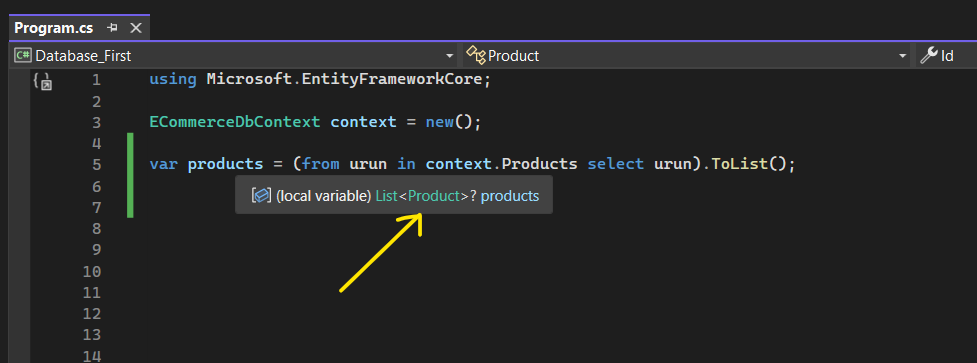 Program.cs
C# Database_First Product Id
1 using Microsoft.EntityFrameworkCore;
2
3 ECommerceDbContext context = new();
4
5 var products = (from urun in context.Products select urun).ToList();
6 (local variable) List<Product>? products
7
8
9
10
11
12
13
14